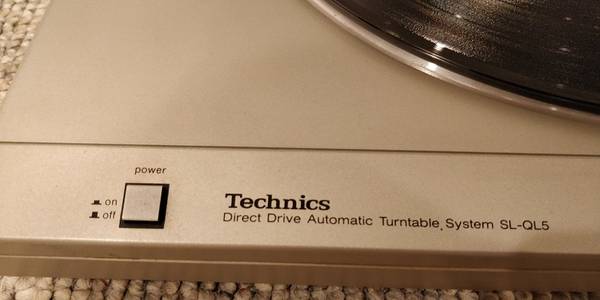 power
on
off
Technics
Direct Drive Automatic Turntable System SL-QL5